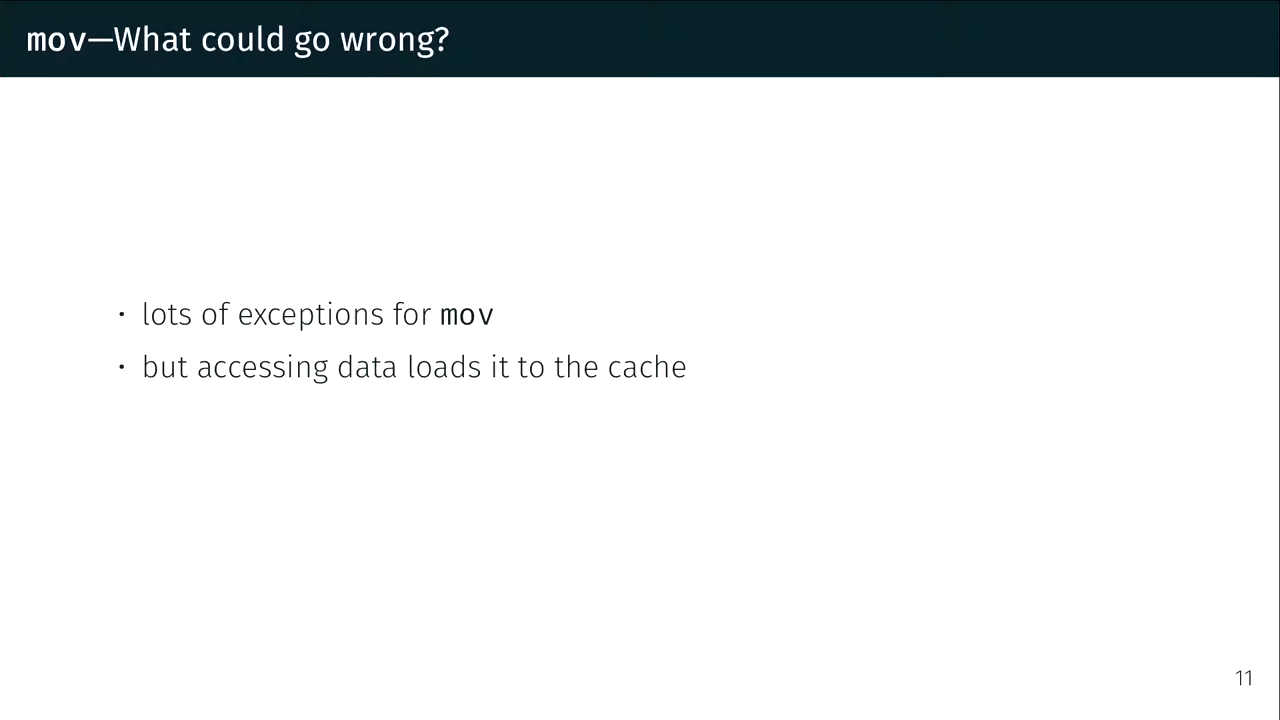 mov—What could go wrong?
• lots of exceptions for mov
• but accessing data loads it to the cache
11